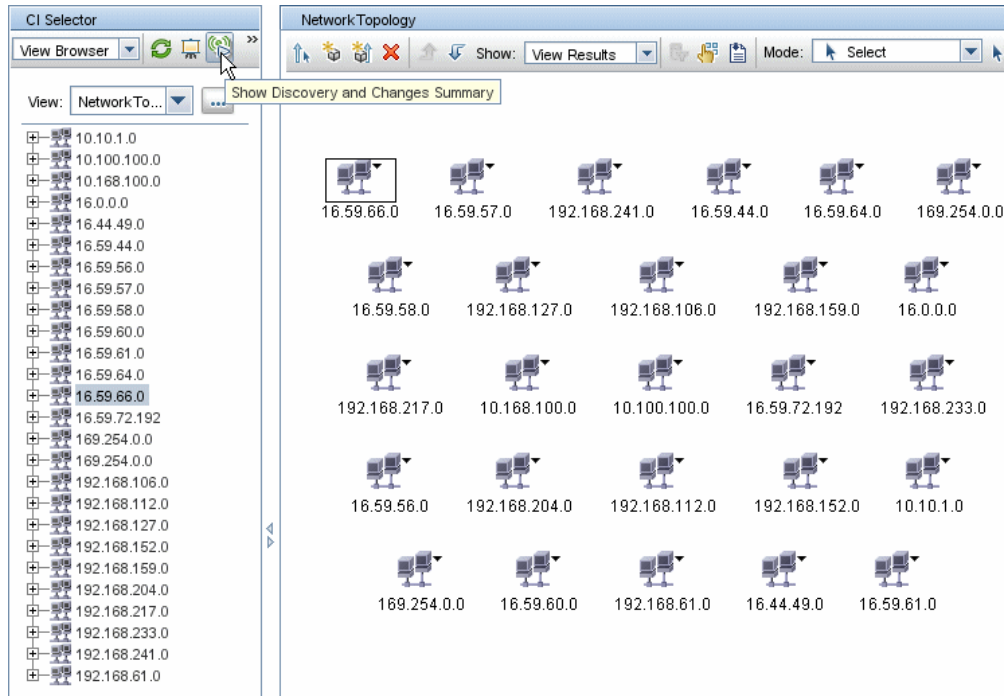 CI Selector
View Browser
»
Show Discovery and Changes Summary
View: NetworkTo... ...
10.10.1.0
10.100.100.0
10.168.100.0
16.0.0.0
16.44.49.0
16.59.44.0
16.59.56.0
16.59.57.0
16.59.58.0
16.59.60.0
16.59.61.0
16.59.64.0
16.59.66.0
16.59.72.192
169.254.0.0
169.254.0.0
192.168.106.0
192.168.112.0
192.168.127.0
192.168.152.0
192.168.159.0
192.168.204.0
192.168.217.0
192.168.233.0
192.168.241.0
192.168.61.0
NetworkTopology
Show: View Results Mode: Select
16.59.66.0 16.59.57.0 192.168.241.0 16.59.44.0 16.59.64.0 169.254.0.0
16.59.58.0 192.168.127.0 192.168.106.0 192.168.159.0 16.0.0.0
192.168.217.0 10.168.100.0 10.100.100.0 16.59.72.192 192.168.233.0
16.59.56.0 192.168.204.0 192.168.112.0 192.168.152.0 10.10.1.0
169.254.0.0 16.59.60.0 192.168.61.0 16.44.49.0 16.59.61.0